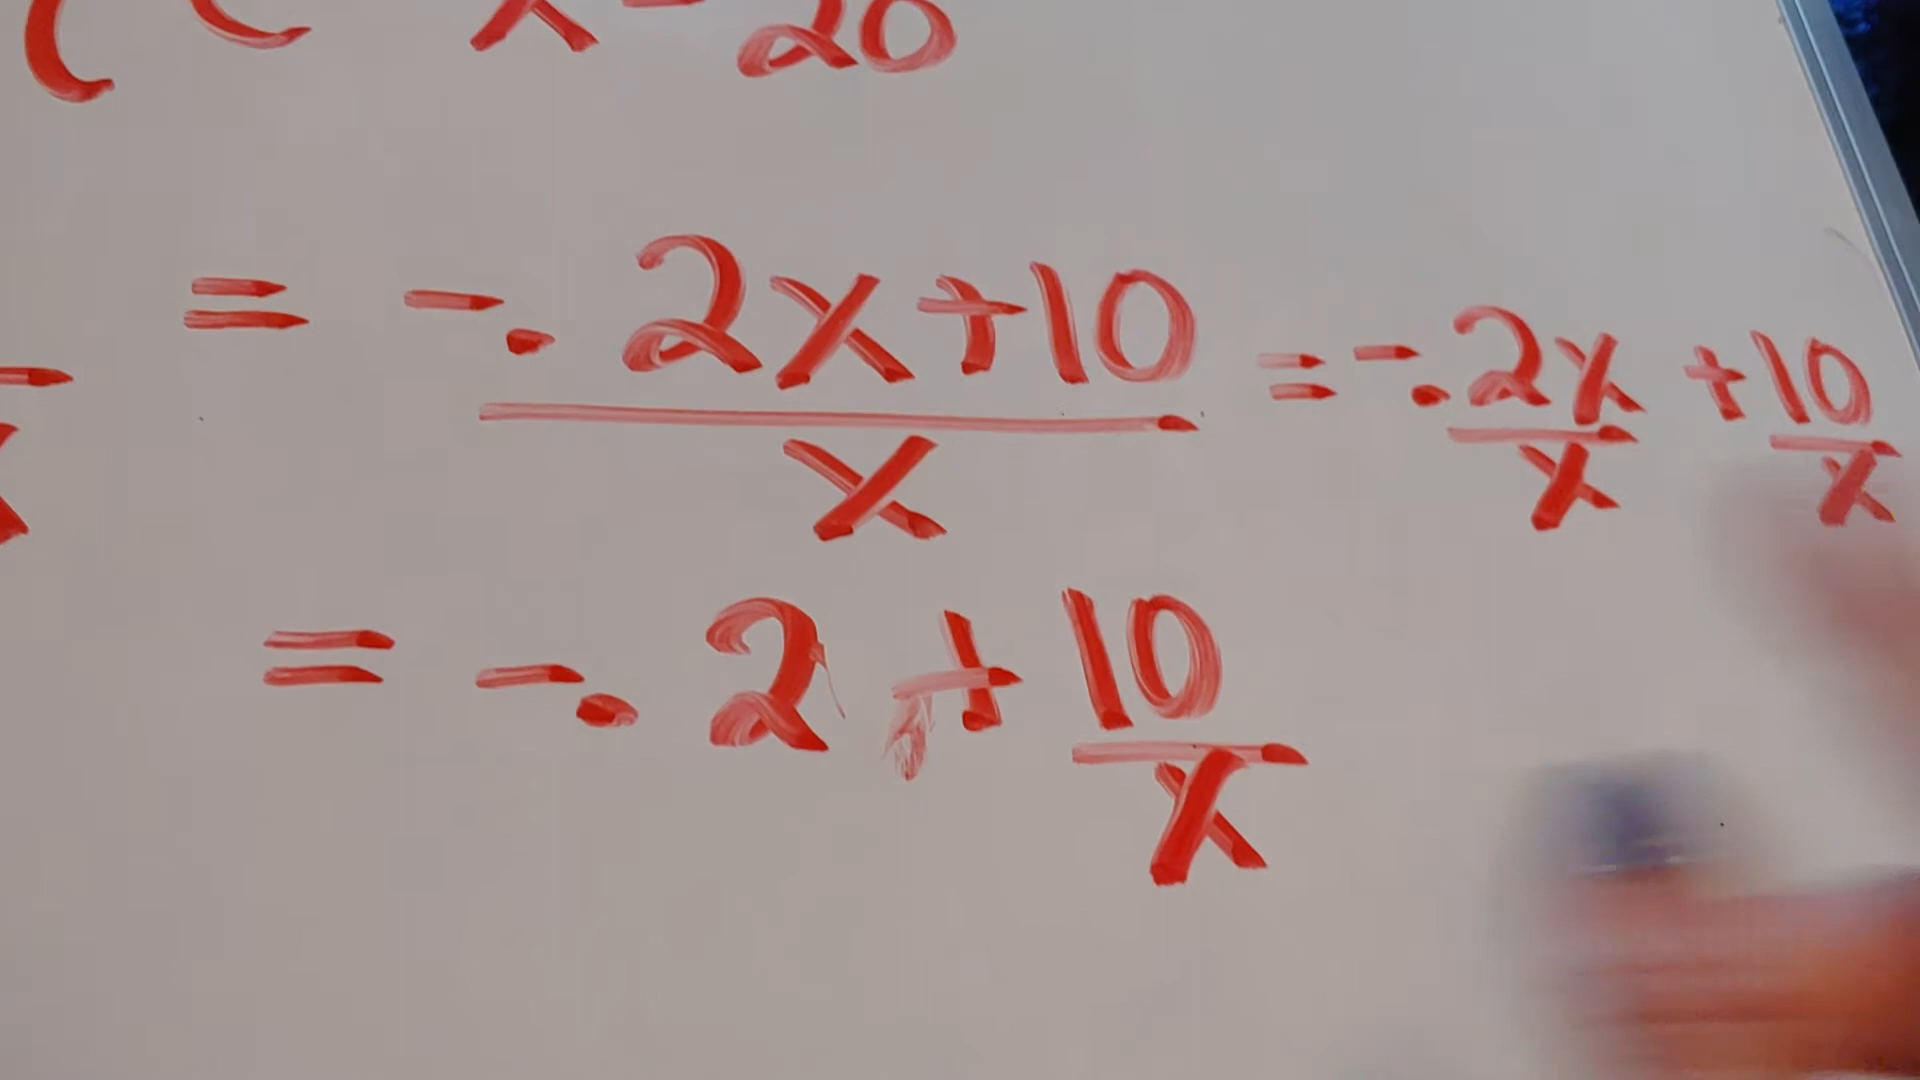 ( ( x - 20
= -.2x+10 / x = -.2x / x + 10 / x
= -.2 + 10 / x